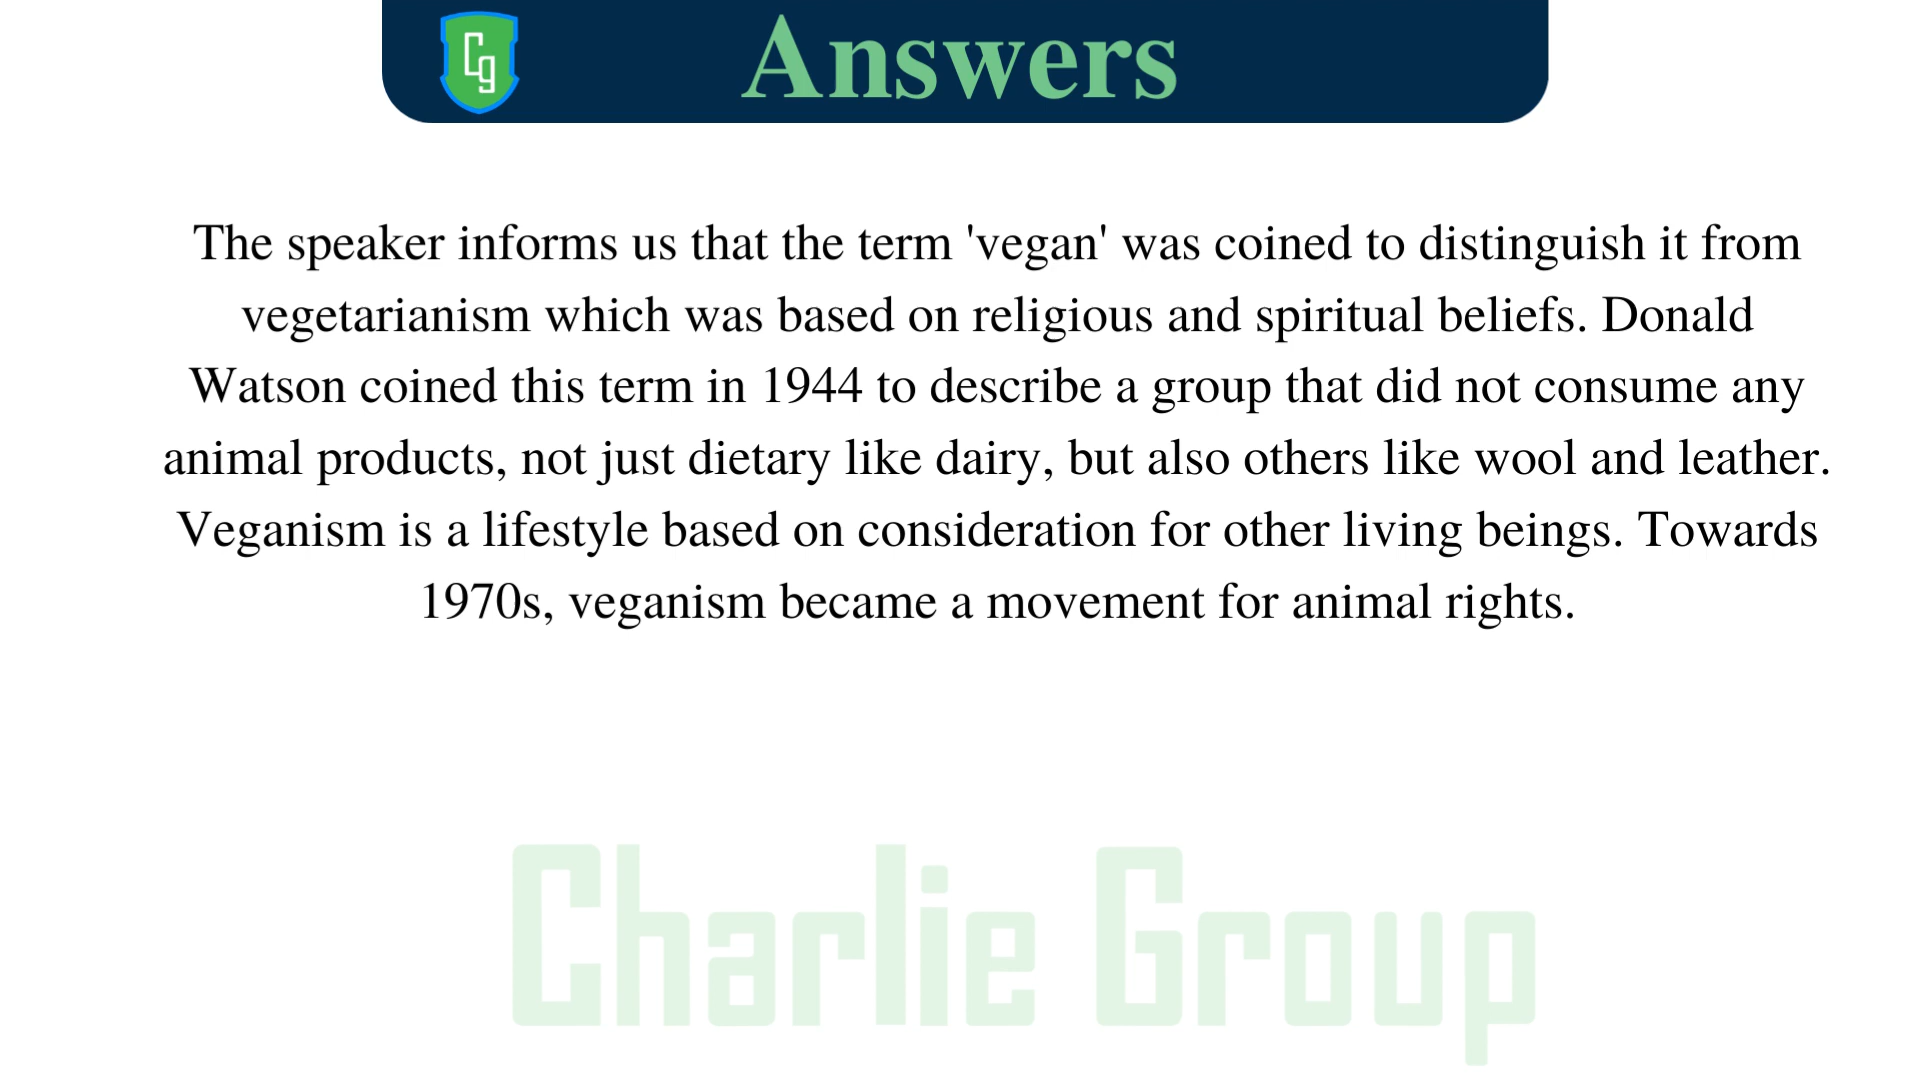 Cg
Answers
The speaker informs us that the term 'vegan' was coined to distinguish it from
vegetarianism which was based on religious and spiritual beliefs. Donald
Watson coined this term in 1944 to describe a group that did not consume any
animal products, not just dietary like dairy, but also others like wool and leather.
Veganism is a lifestyle based on consideration for other living beings. Towards
1970s, veganism became a movement for animal rights.
Charlie Group